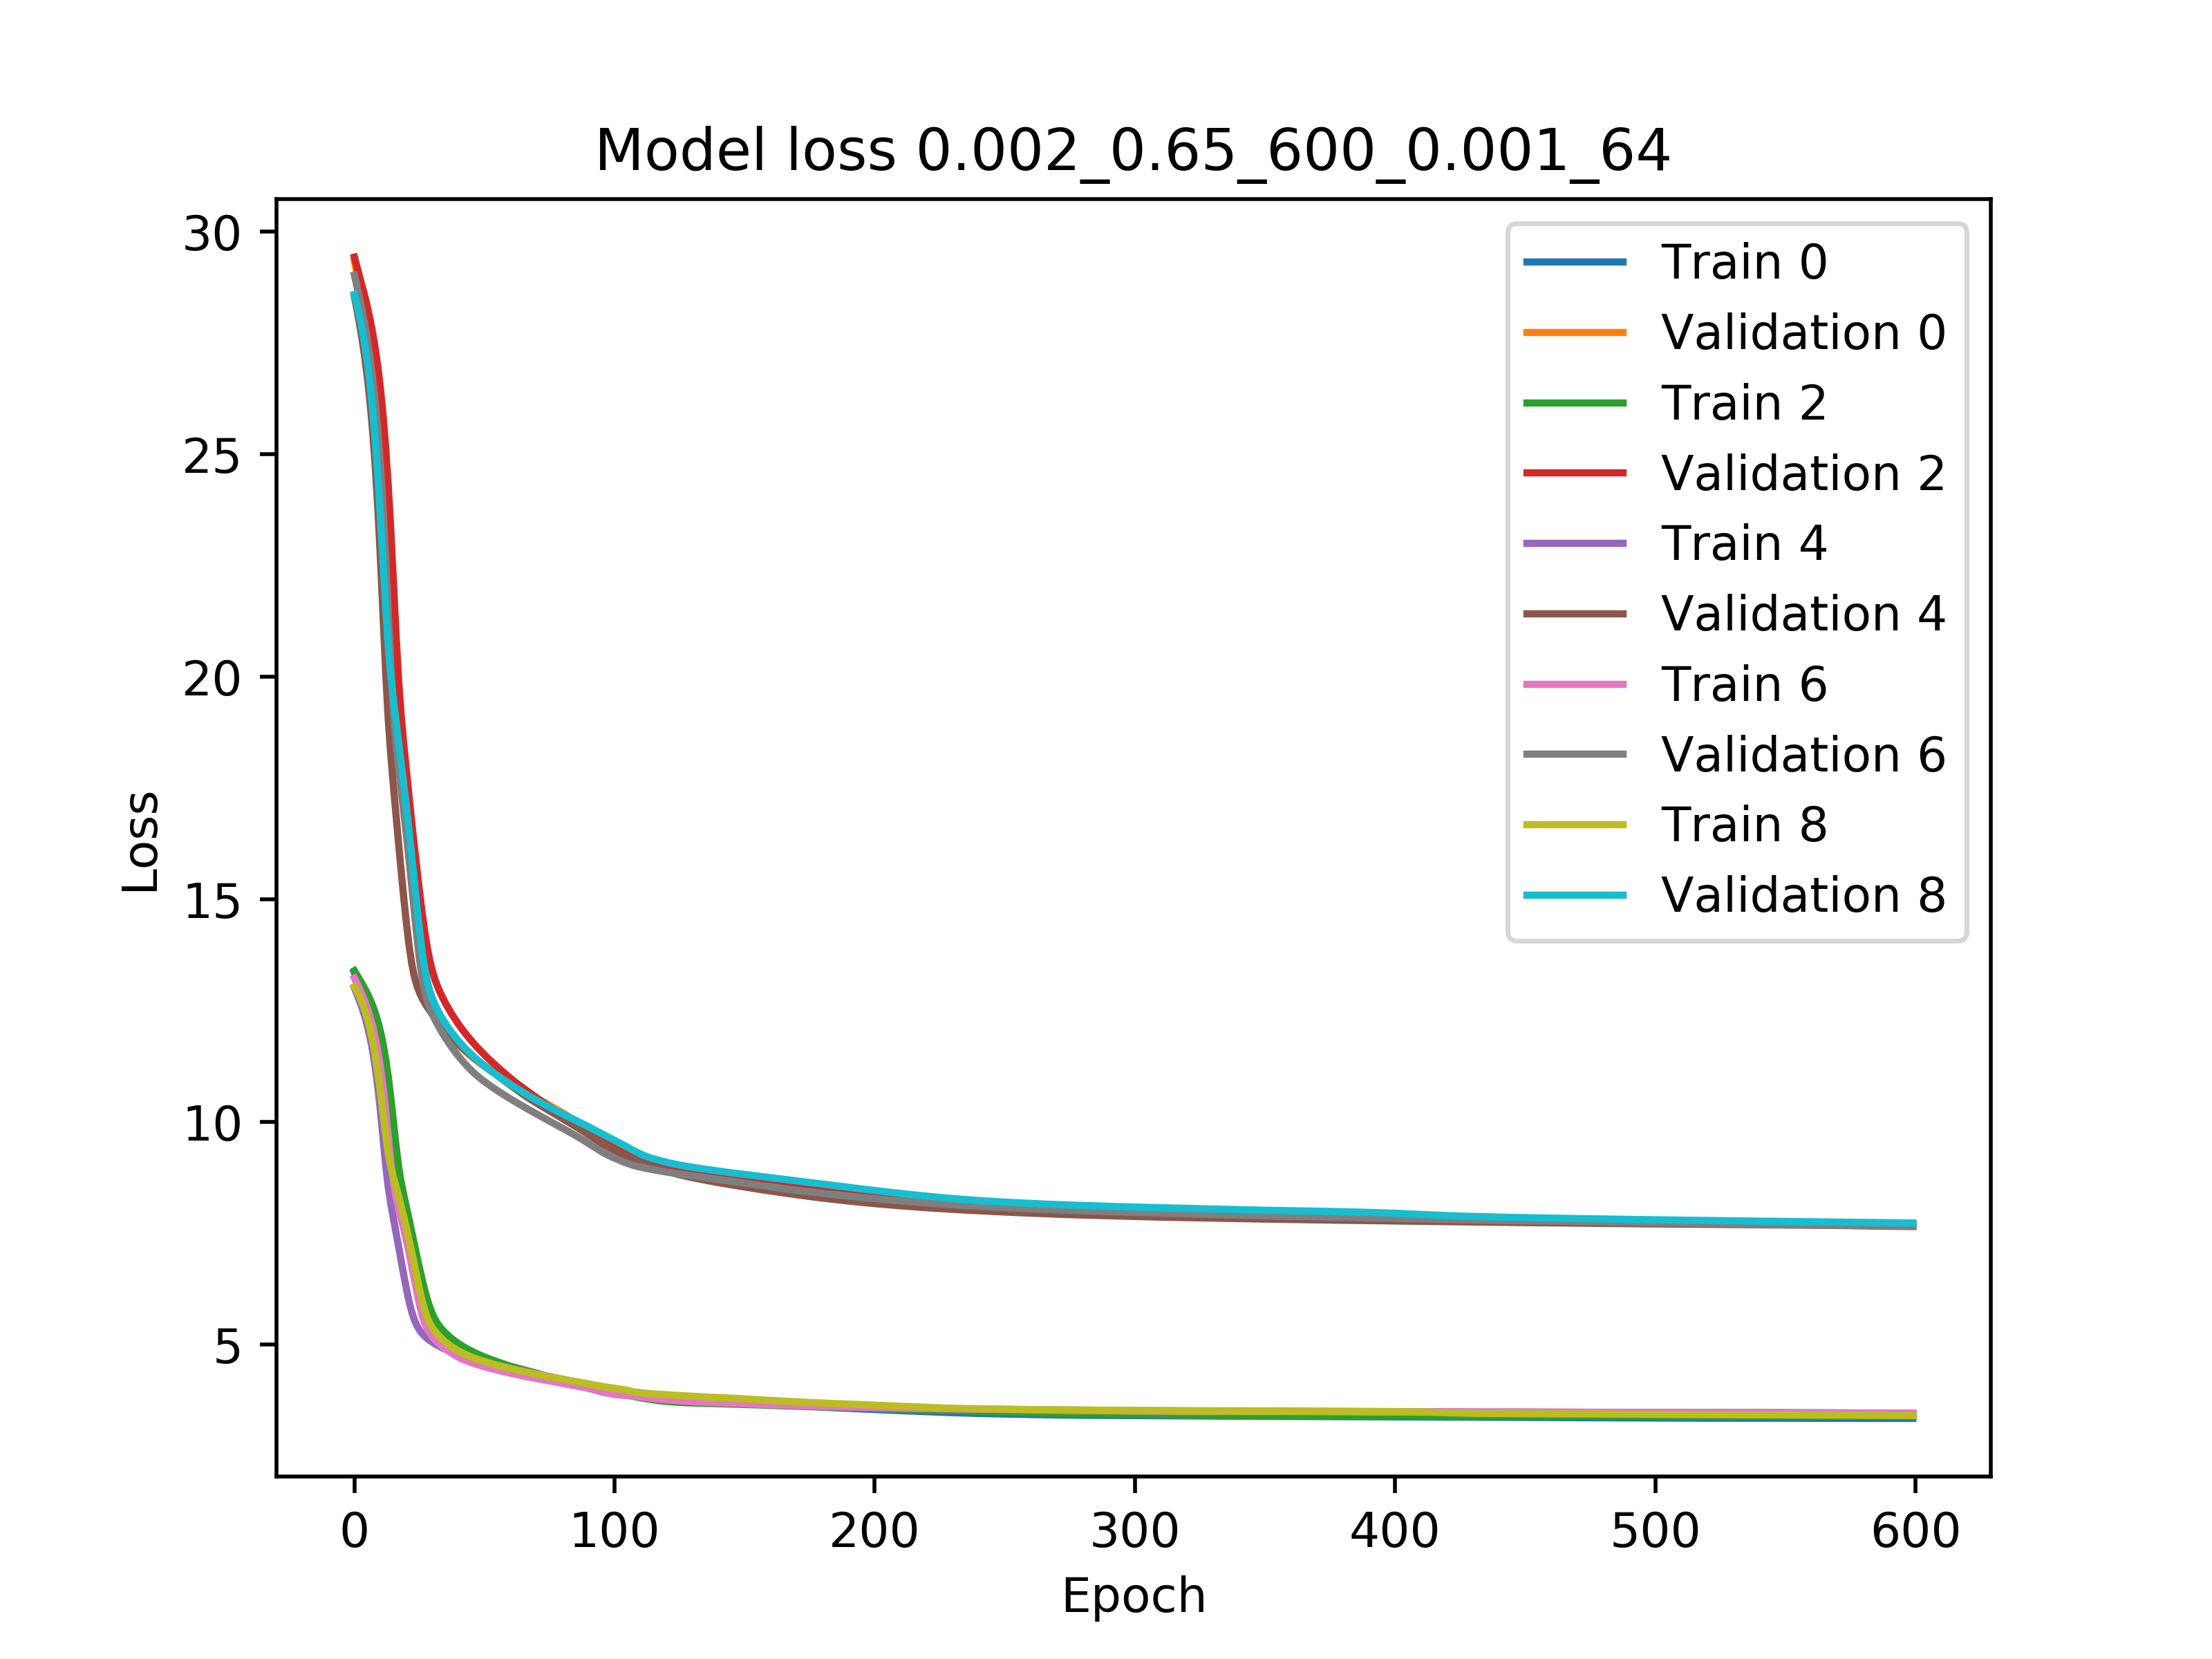 Model loss 0.002_0.65_600_0.001_64
30
25
20
15
10
5
Loss
Train 0
Validation 0
Train 2
Validation 2
Train 4
Validation 4
Train 6
Validation 6
Train 8
Validation 8
0 100 200 300 400 500 600
Epoch